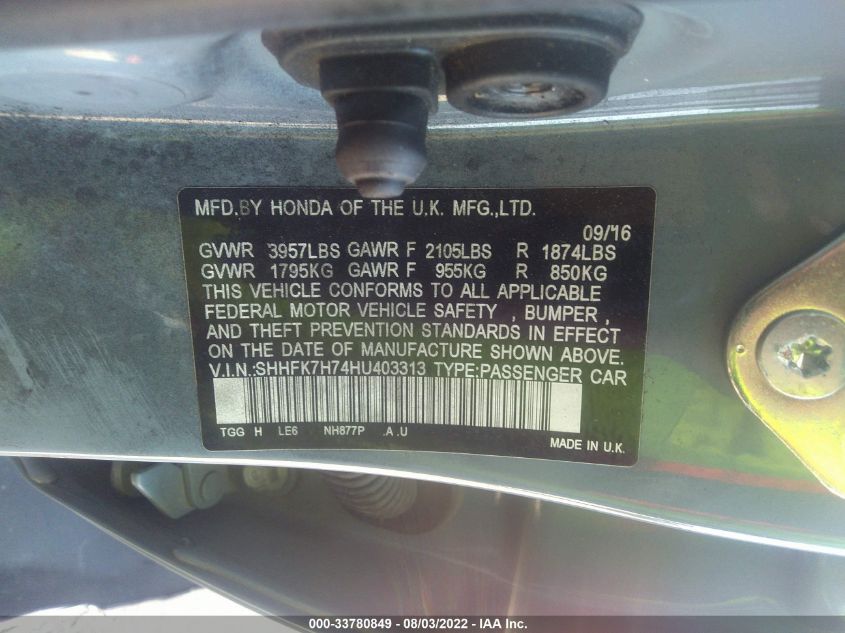 MFD.BY HONDA OF THE U.K. MFG.,LTD.
09/16
GVWR 3957LBS GAWR F 2105LBS R 1874LBS
GVWR 1795KG GAWR F 955KG R 850KG
THIS VEHICLE CONFORMS TO ALL APPLICABLE
FEDERAL MOTOR VEHICLE SAFETY , BUMPER ,
AND THEFT PREVENTION STANDARDS IN EFFECT
ON THE DATE OF MANUFACTURE SHOWN ABOVE.
V.I.N.:SHHFK7H74HU403313 TYPE:PASSENGER CAR
TGG H LE6 NH877P .A .U
MADE IN U.K.
000-33780849 - 08/03/2022 - IAA Inc.